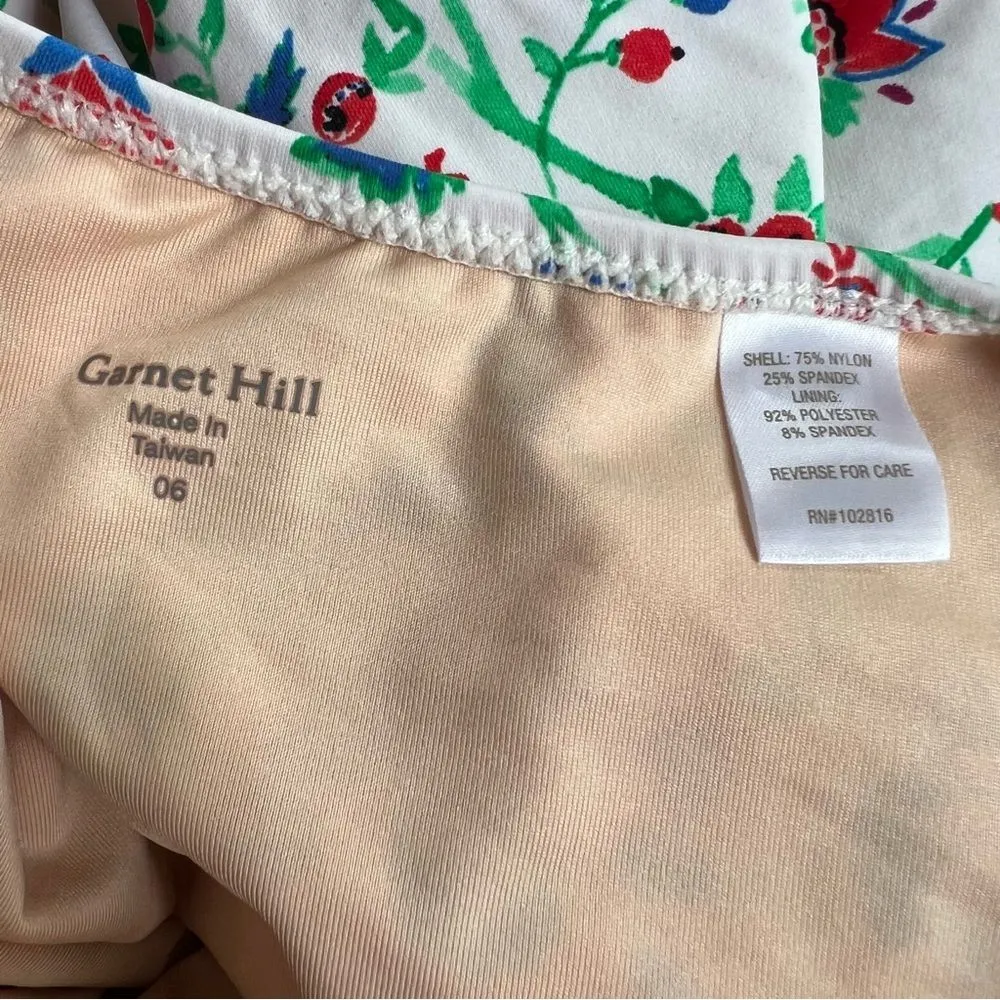 Garnet Hill
Made In
Taiwan
06
SHELL: 75% NYLON
25% SPANDEX
LINING:
92% POLYESTER
8% SPANDEX
REVERSE FOR CARE
RN#102816